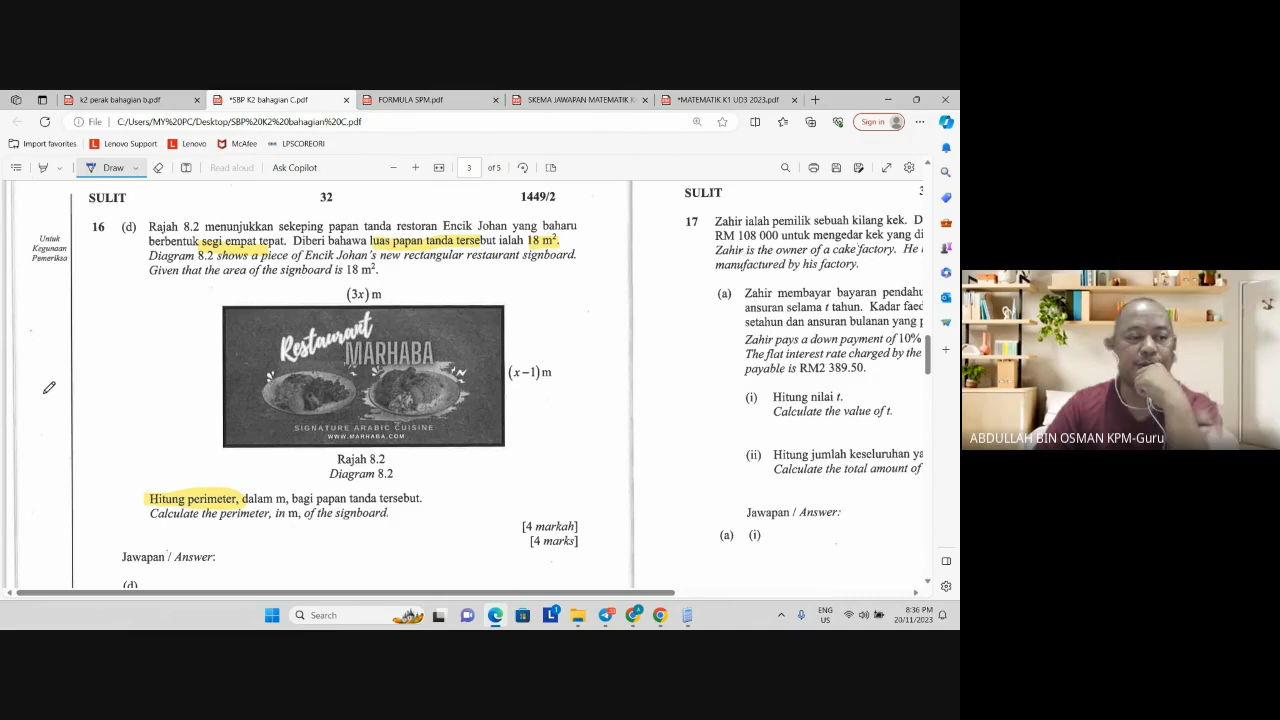 k2 perak bahagian b.pdf
*SBP K2 bahagian C.pdf
FORMULA SPM.pdf
SKEMA JAWAPAN MATEMATIK K
*MATEMATIK K1 UD3 2023.pdf
File
C:/Users/MY%20PC/Desktop/SBP%20K2%20bahagian%20C.pdf
Sign in
Import favorites
Lenovo Support
Lenovo
McAfee
LPSCOREORI
Draw
Read aloud
Ask Copilot
3
of 5
SULIT
32
1449/2
Untuk
Kegunaan
Pemeriksa
16 (d) Rajah 8.2 menunjukkan sekeping papan tanda restoran Encik Johan yang baharu
berbentuk segi empat tepat. Diberi bahawa luas papan tanda tersebut ialah 18 m².
Diagram 8.2 shows a piece of Encik Johan's new rectangular restaurant signboard.
Given that the area of the signboard is 18 m².
(3x) m
Restaurant
MARHABA
(x−1) m
SIGNATURE ARABIC CUISINE
WWW.MARHABA.COM
Rajah 8.2
Diagram 8.2
Hitung perimeter, dalam m, bagi papan tanda tersebut.
Calculate the perimeter, in m, of the signboard.
[4 markah]
[4 marks]
Jawapan / Answer:
(d)
SULIT
17 Zahir ialah pemilik sebuah kilang kek. D
RM 108 000 untuk mengedar kek yang di
Zahir is the owner of a cake factory. He
manufactured by his factory.
(a) Zahir membayar bayaran pendahu
ansuran selama t tahun. Kadar faed
setahun dan ansuran bulanan yang p
Zahir pays a down payment of 10%
The flat interest rate charged by the
payable is RM2 389.50.
(i) Hitung nilai t.
Calculate the value of t.
(ii) Hitung jumlah keseluruhan ya
Calculate the total amount of
Jawapan / Answer:
(a) (i)
ABDULLAH BIN OSMAN KPM-Guru
Search
ENG
US
8:36 PM
20/11/2023